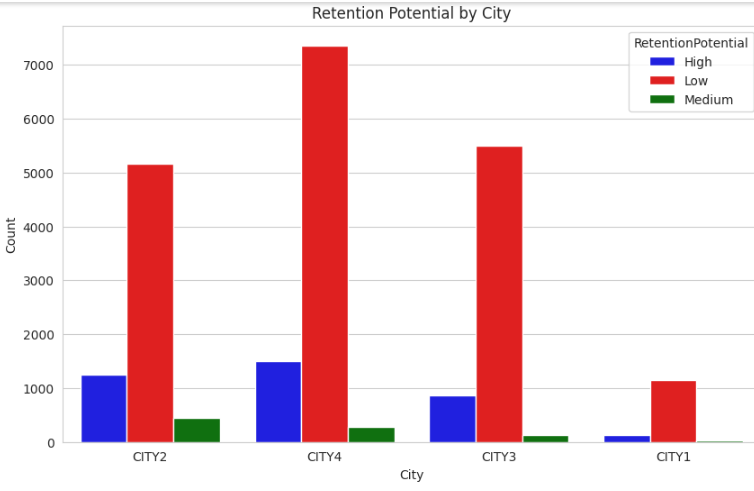 Retention Potential by City
RetentionPotential
High
Low
Medium
7000
6000
5000
4000
3000
2000
1000
0
Count
CITY2
CITY4
CITY3
CITY1
City